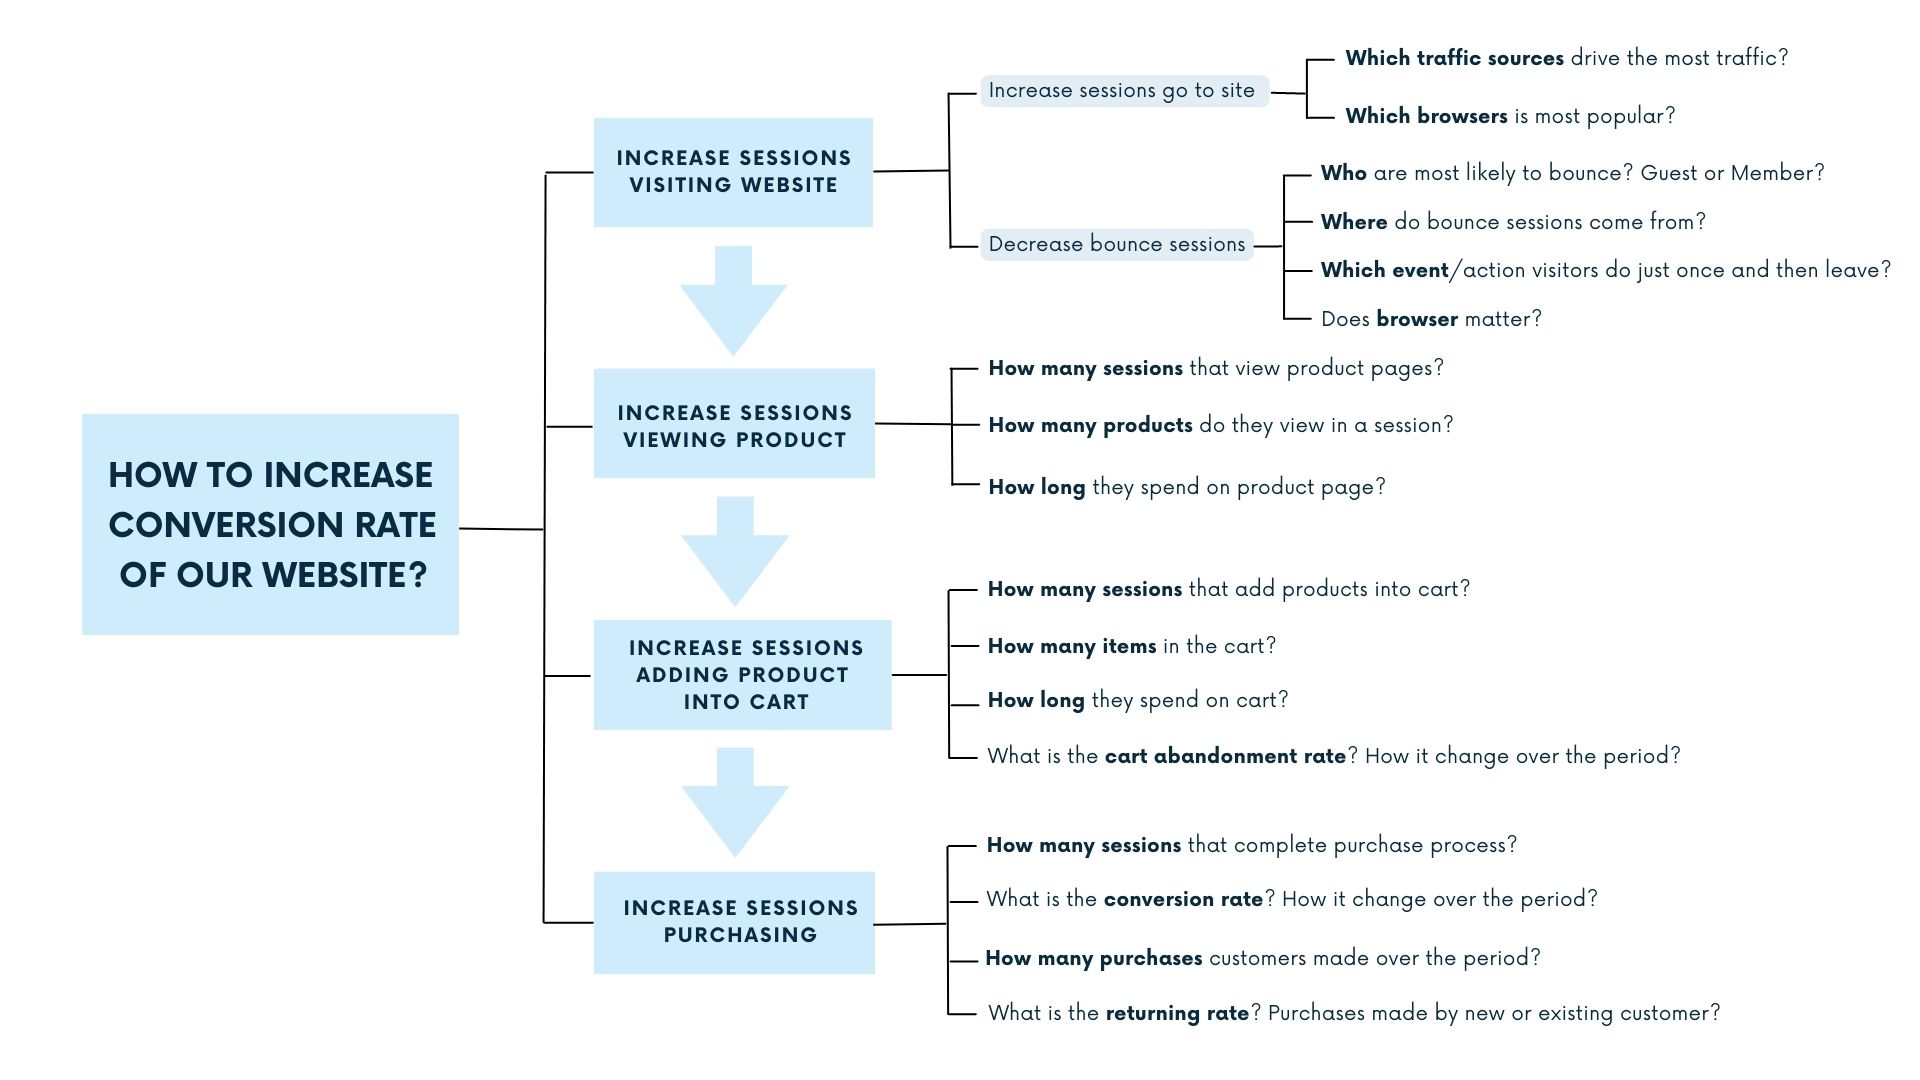 HOW TO INCREASE
CONVERSION RATE
OF OUR WEBSITE?
INCREASE SESSIONS
VISITING WEBSITE
Increase sessions go to site
Which traffic sources drive the most traffic?
Which browsers is most popular?
Decrease bounce sessions
Who are most likely to bounce? Guest or Member?
Where do bounce sessions come from?
Which event/action visitors do just once and then leave?
Does browser matter?
INCREASE SESSIONS
VIEWING PRODUCT
How many sessions that view product pages?
How many products do they view in a session?
How long they spend on product page?
INCREASE SESSIONS
ADDING PRODUCT
INTO CART
How many sessions that add products into cart?
How many items in the cart?
How long they spend on cart?
What is the cart abandonment rate? How it change over the period?
INCREASE SESSIONS
PURCHASING
How many sessions that complete purchase process?
What is the conversion rate? How it change over the period?
How many purchases customers made over the period?
What is the returning rate? Purchases made by new or existing customer?